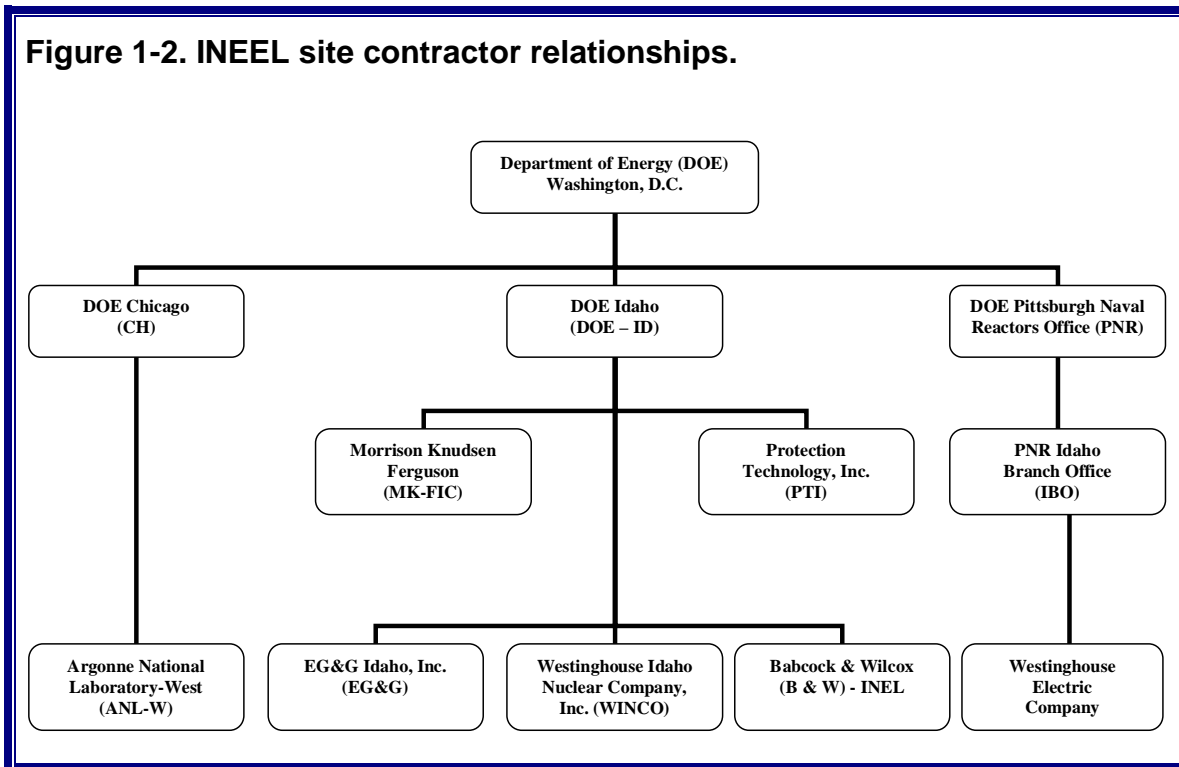 Figure 1-2. INEEL site contractor relationships.
Department of Energy (DOE)
Washington, D.C.
DOE Chicago
(CH)
DOE Idaho
(DOE – ID)
DOE Pittsburgh Naval
Reactors Office (PNR)
Morrison Knudsen
Ferguson
(MK-FIC)
Protection
Technology, Inc.
(PTI)
PNR Idaho
Branch Office
(IBO)
Argonne National
Laboratory-West
(ANL-W)
EG&G Idaho, Inc.
(EG&G)
Westinghouse Idaho
Nuclear Company,
Inc. (WINCO)
Babcock & Wilcox
(B & W) - INEL
Westinghouse
Electric
Company